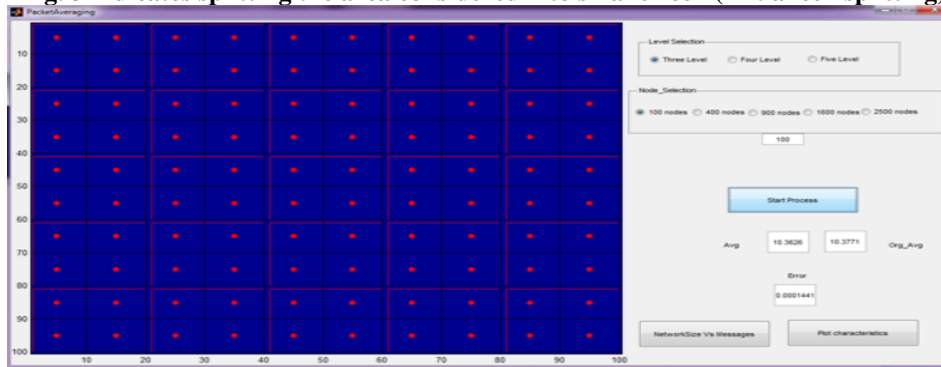 PacketAveraging
Level Selection
Three Level Four Level Five Level
Node_Selection
100 nodes 400 nodes 900 nodes 1600 nodes 2500 nodes
100
Start Process
Avg 10.3626 10.3771 Org_Avg
Error
0.0001441
NetworkSize Vs Messages Plot characteristics
10
20
30
40
50
60
70
80
90
100
10 20 30 40 50 60 70 80 90 100